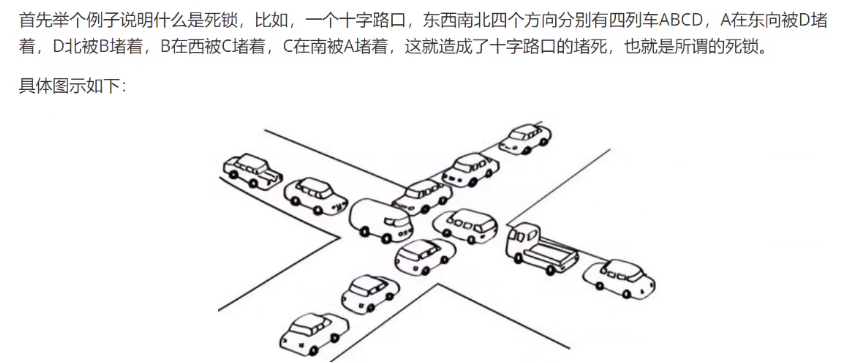 首先举个例子说明什么是死锁，比如，一个十字路口，东西南北四个方向分别有四列车ABCD，A在东向被D堵
着，D北被B堵着，B在西被C堵着，C在南被A堵着，这就造成了十字路口的堵死，也就是所谓的死锁。
具体图示如下：